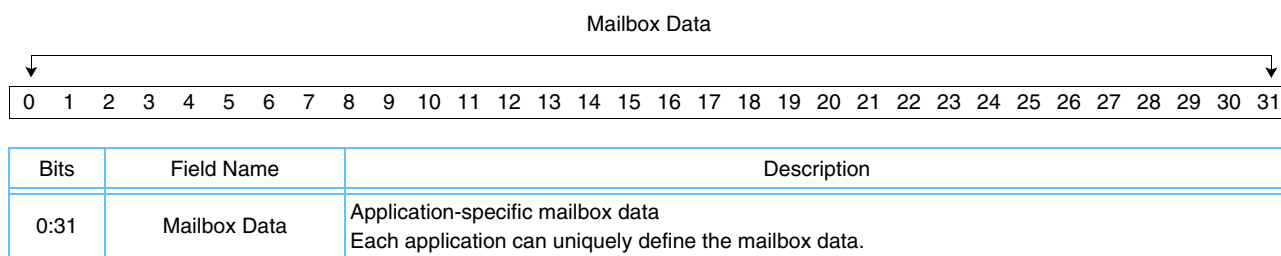 Mailbox Data
0 1 2 3 4 5 6 7 8 9 10 11 12 13 14 15 16 17 18 19 20 21 22 23 24 25 26 27 28 29 30 31
Bits Field Name Description
0:31 Mailbox Data Application-specific mailbox data
Each application can uniquely define the mailbox data.